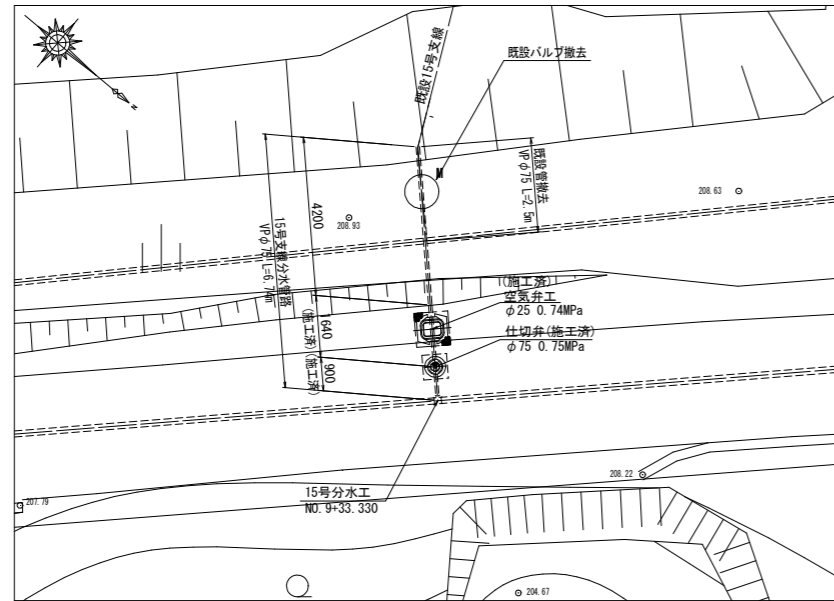 N
既設15号支線
既設バルブ撤去
M
既設管撤去
VPφ75 L=2.5m
208.63
208.93
4200
15号支線分水管路
VPφ75 L=6.74m
(施工済)
空気弁工
φ25 0.74MPa
1640
(施工済)
仕切弁(施工済)
φ75 0.75MPa
900
(施工済)
208.22
207.79
15号分水工
NO.9+33.330
204.67